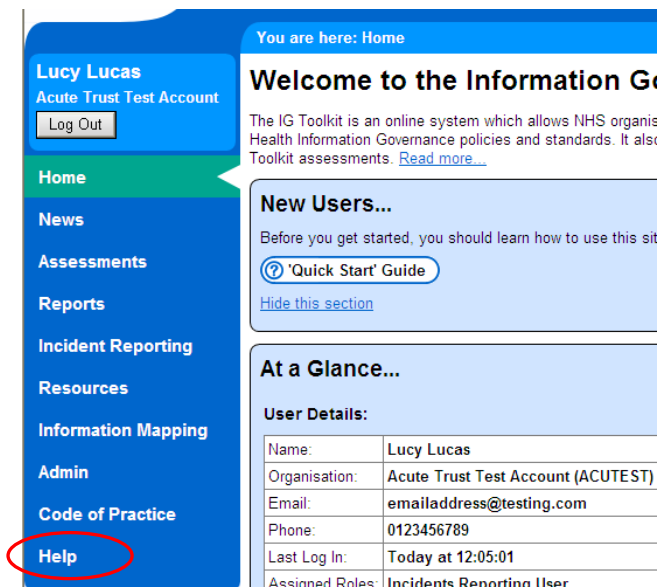 You are here: Home
Lucy Lucas
Acute Trust Test Account
Log Out
Home
News
Assessments
Reports
Incident Reporting
Resources
Information Mapping
Admin
Code of Practice
Help
Welcome to the Information
The IG Toolkit is an online system which allows NHS
Health Information Governance policies and standards. It
Toolkit assessments. Read more...
New Users...
Before you get started, you should learn how to use this
? 'Quick Start' Guide
Hide this section
At a Glance...
User Details:
Name: Lucy Lucas
Organisation: Acute Trust Test Account (ACUTEST)
Email: emailaddress@testing.com
Phone: 0123456789
Last Log In: Today at 12:05:01
Assigned Roles: Incidents Reporting User